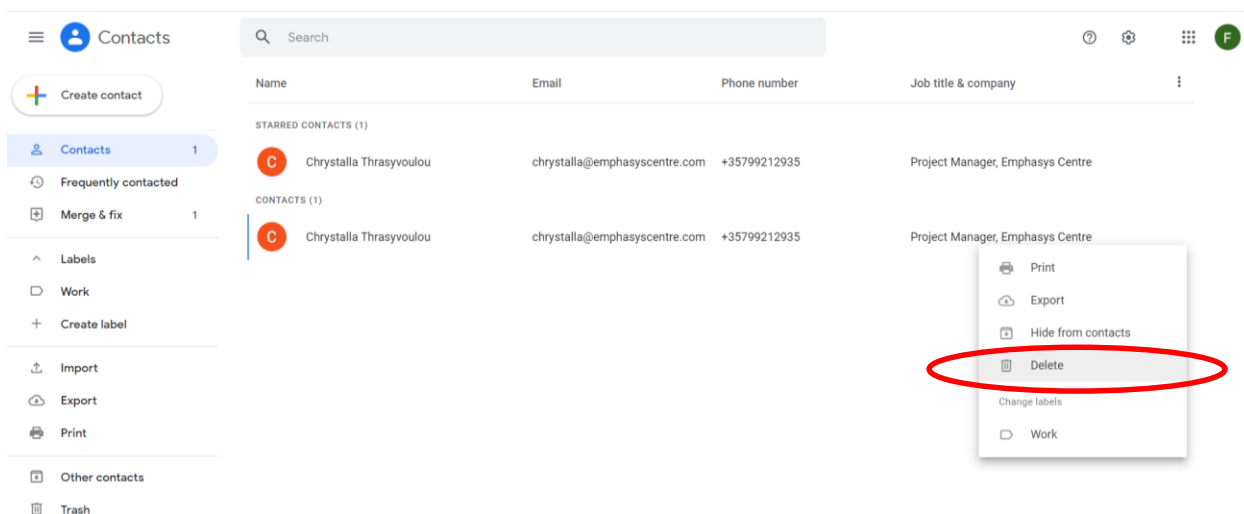 Contacts
Search
F
Create contact
Name Email Phone number Job title & company
STARRED CONTACTS (1)
Contacts 1
C Chrystalla Thrasyvoulou chrystalla@emphasyscentre.com +35799212935 Project Manager, Emphasys Centre
Frequently contacted
CONTACTS (1)
Merge & fix 1
C Chrystalla Thrasyvoulou chrystalla@emphasyscentre.com +35799212935 Project Manager, Emphasys Centre
Labels
Work
Create label
Import
Export
Print
Other contacts
Trash
Print
Export
Hide from contacts
Delete
Change labels
Work